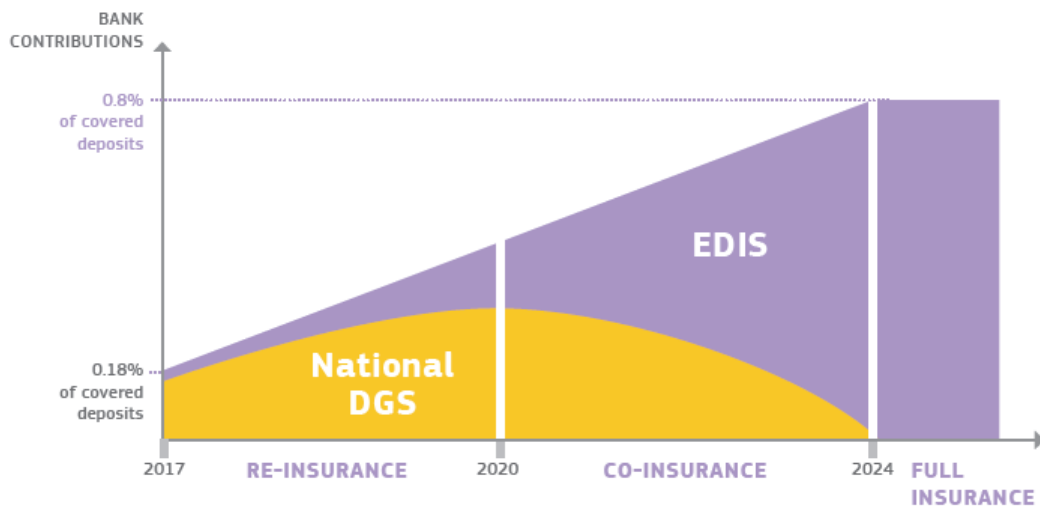 BANK
CONTRIBUTIONS
0.8%
of covered
deposits
EDIS
National
DGS
0.18%
of covered
deposits
2017
RE-INSURANCE
2020
CO-INSURANCE
2024
FULL
INSURANCE